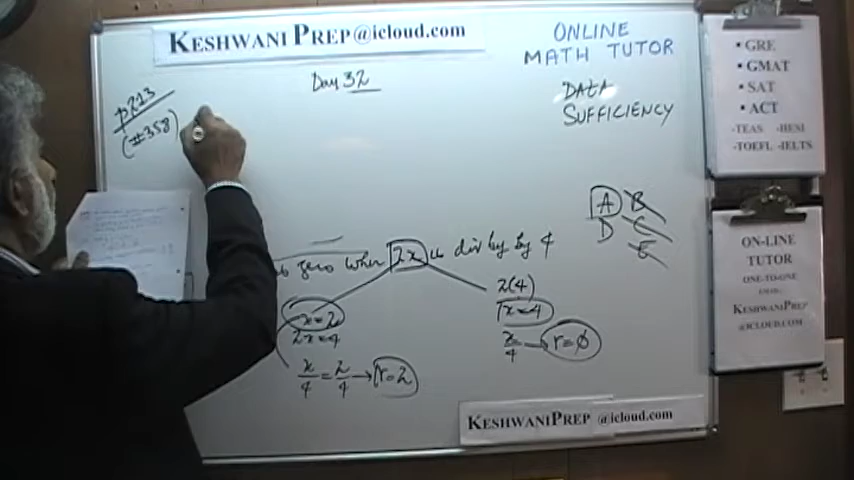 KESHWANI PREP@icloud.com
ONLINE
MATH TUTOR
DATA
SUFFICIENCY
Day 32
p213
(#358)
zero when 2x is div by by 4
x=2
2x=4
x/4 = 2/4 → r=2
2(4)
x=4
x/4 → r=0
A B
D C
E
• GRE
• GMAT
• SAT
• ACT
-TEAS -HESI
-TOEFL -IELTS
ON-LINE
TUTOR
ONE-TO-ONE
KESHWANIPREP
@ICLOUD.COM
KESHWANIPREP @icloud.com